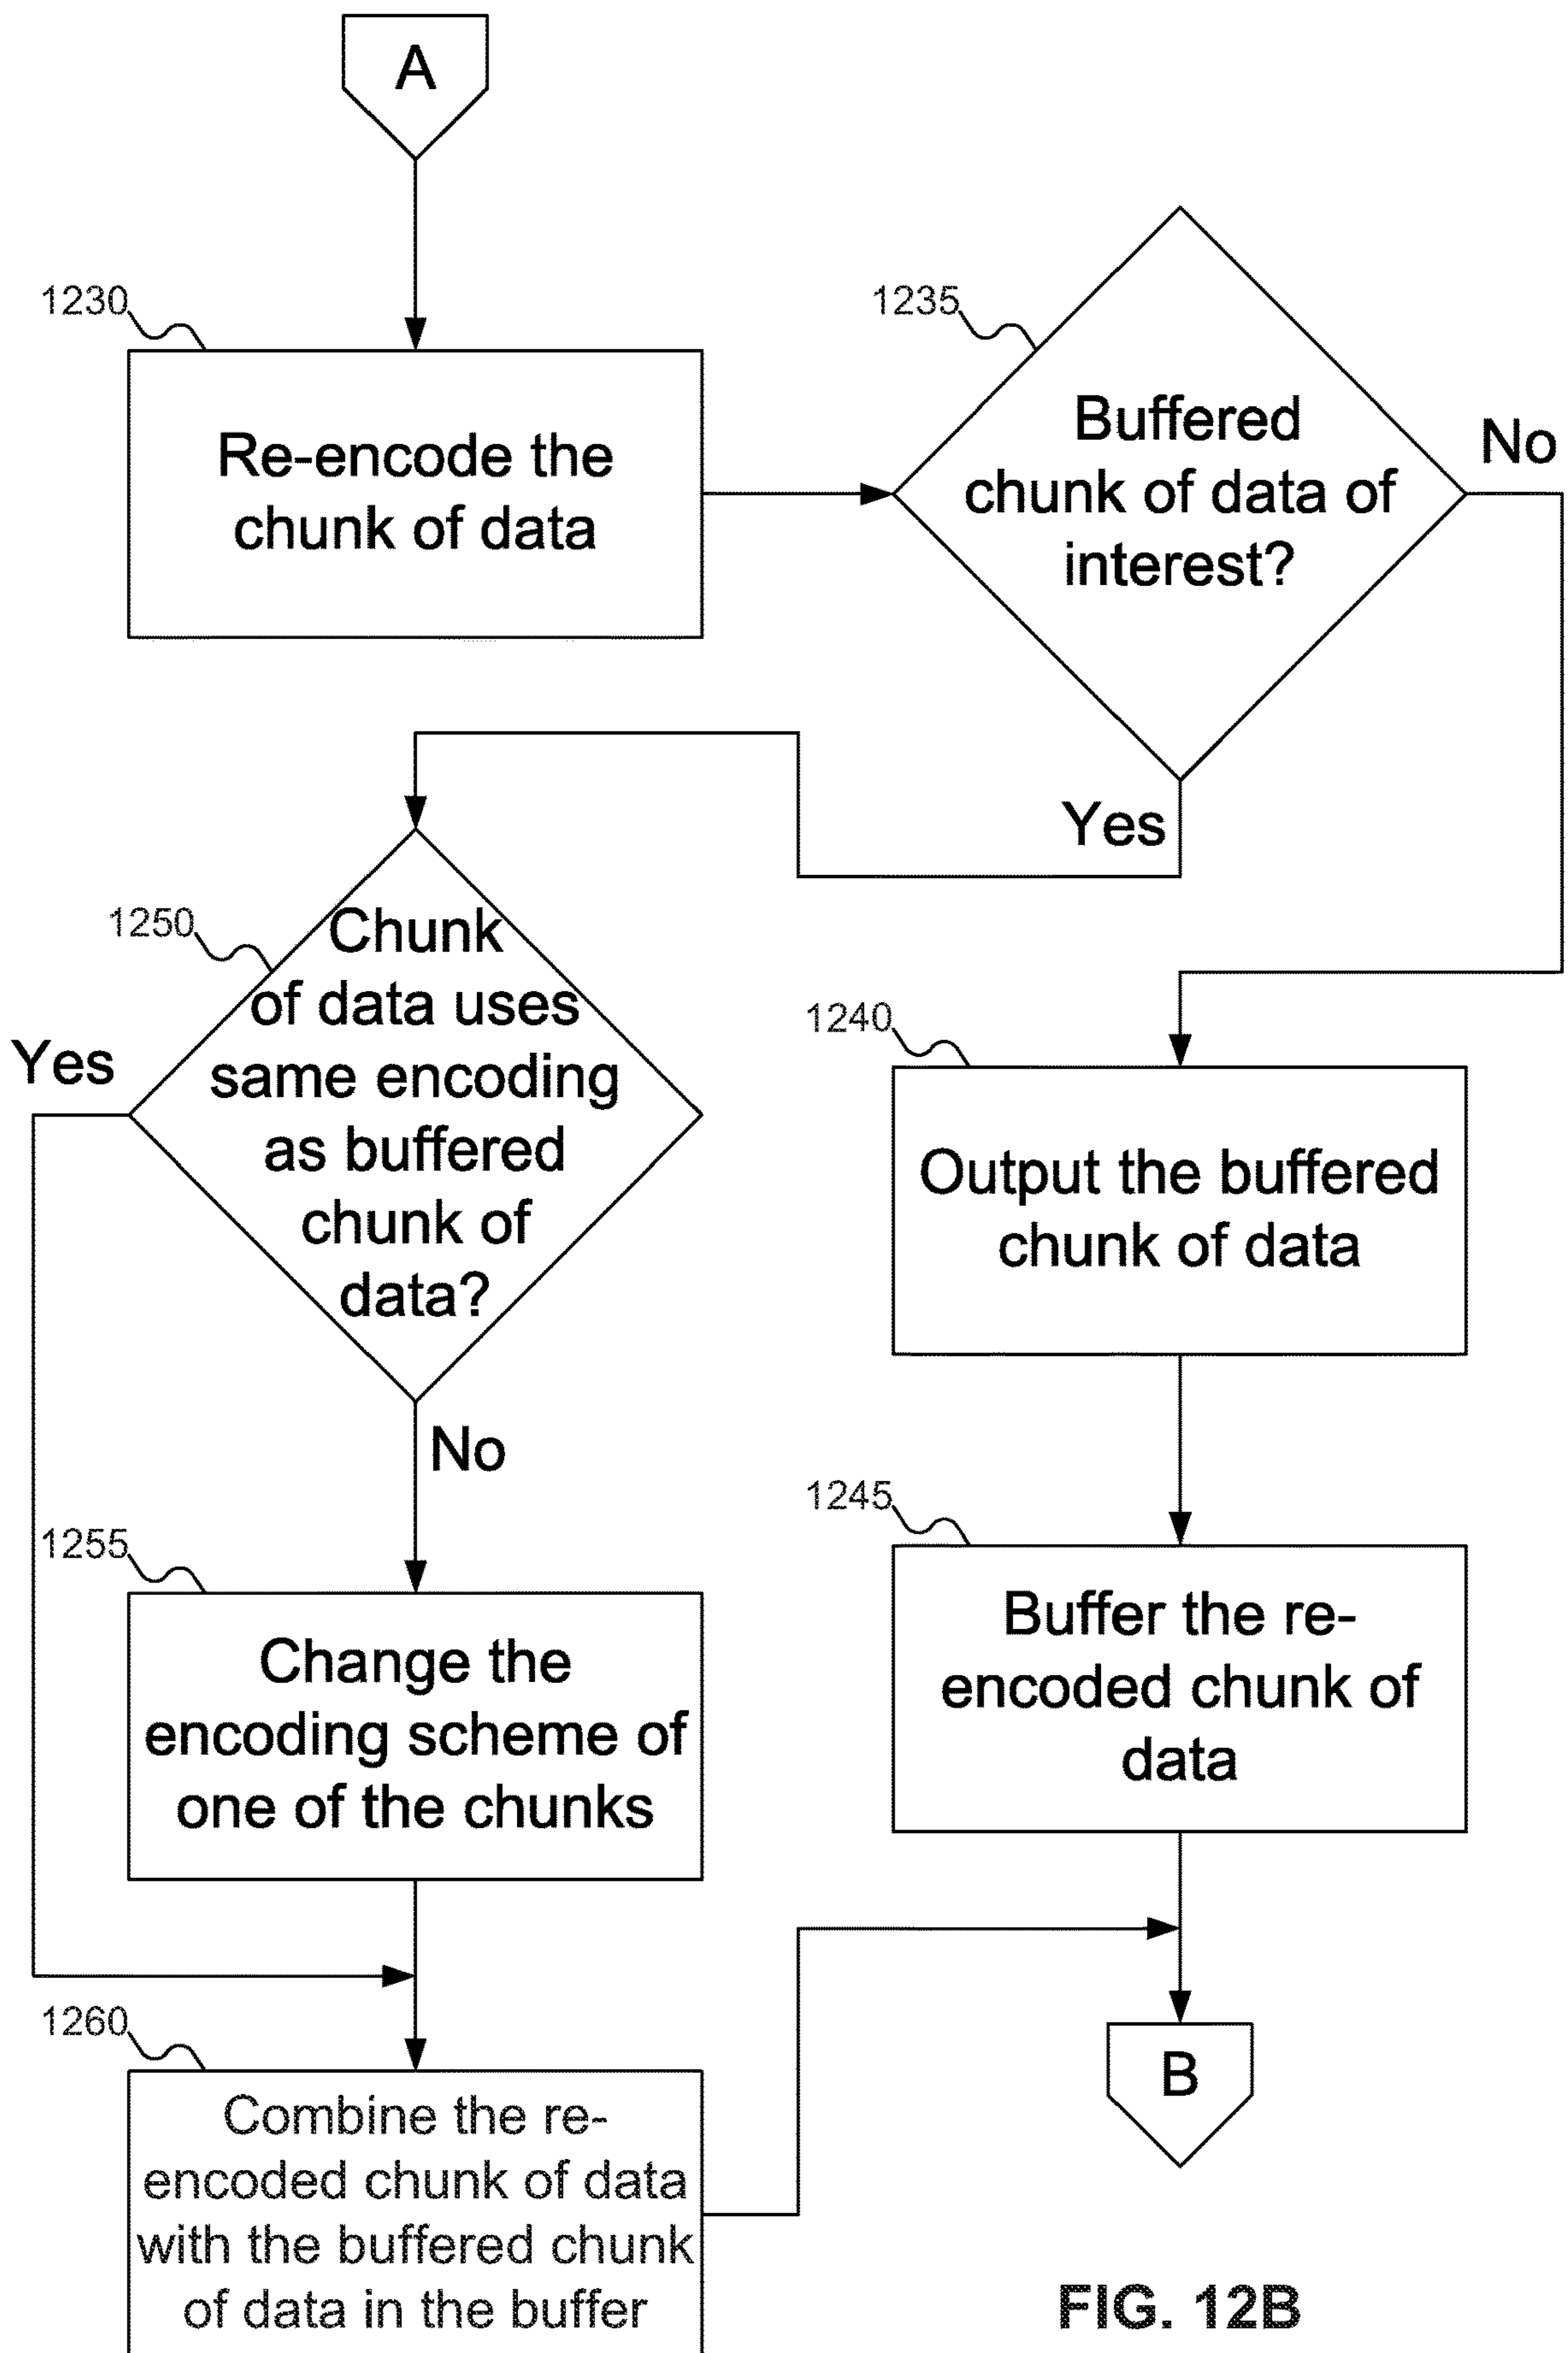 A
1230
Re-encode the
chunk of data
1235
Buffered
chunk of data of
interest?
No
Yes
1250
Chunk
of data uses
same encoding
as buffered
chunk of
data?
Yes
No
1240
Output the buffered
chunk of data
1245
Buffer the re-
encoded chunk of
data
1255
Change the
encoding scheme of
one of the chunks
1260
Combine the re-
encoded chunk of data
with the buffered chunk
of data in the buffer
B
FIG. 12B